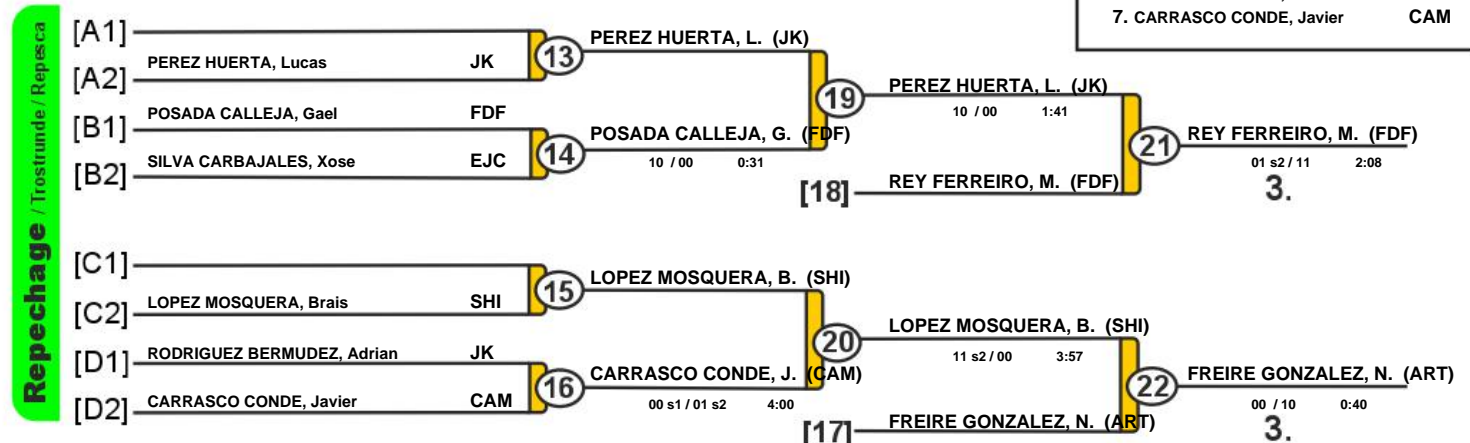 Repechage / Trostrunde / Repesca
7. CARRASCO CONDE, Javier CAM
[A1]
PEREZ HUERTA, Lucas JK
[A2]
13
PEREZ HUERTA, L. (JK)
[B1]
POSADA CALLEJA, Gael FDF
SILVA CARBAJALES, Xose EJC
[B2]
14
POSADA CALLEJA, G. (FDF)
10 / 00 0:31
19
PEREZ HUERTA, L. (JK)
10 / 00 1:41
[18]
REY FERREIRO, M. (FDF)
21
REY FERREIRO, M. (FDF)
01 s2 / 11 2:08
3.
[C1]
LOPEZ MOSQUERA, Brais SHI
[C2]
15
LOPEZ MOSQUERA, B. (SHI)
[D1]
RODRIGUEZ BERMUDEZ, Adrian JK
CARRASCO CONDE, Javier CAM
[D2]
16
CARRASCO CONDE, J. (CAM)
00 s1 / 01 s2 4:00
20
LOPEZ MOSQUERA, B. (SHI)
11 s2 / 00 3:57
[17]
FREIRE GONZALEZ, N. (ART)
22
FREIRE GONZALEZ, N. (ART)
00 / 10 0:40
3.